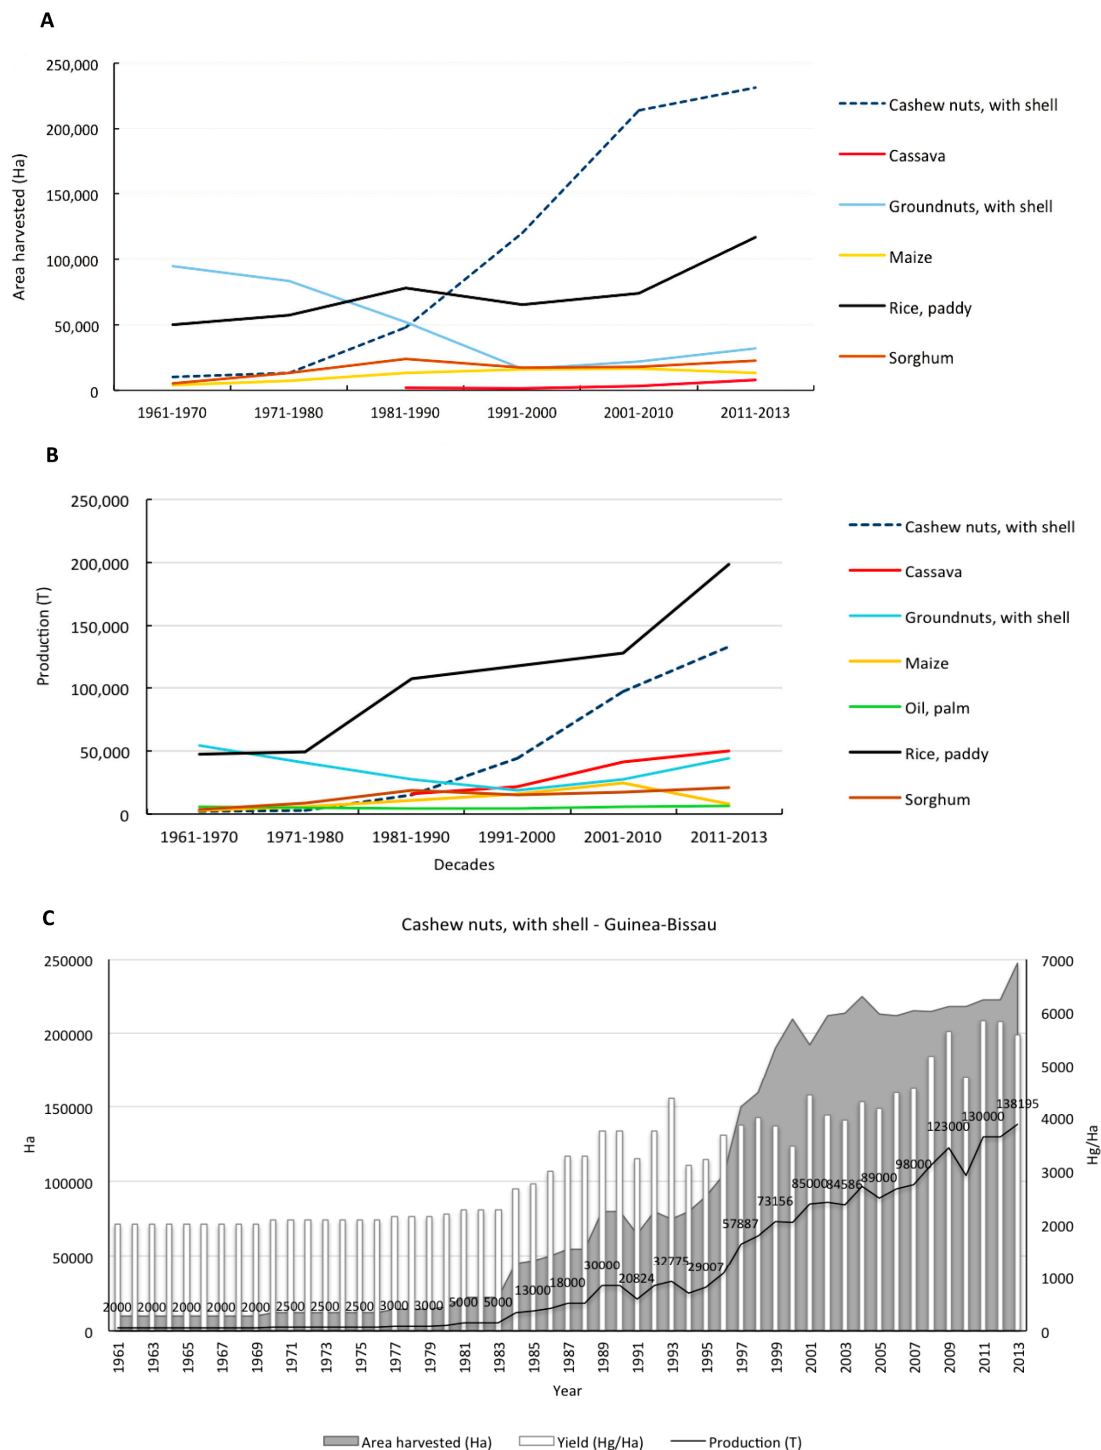 A
250,000
200,000
150,000
100,000
50,000
0
Area harvested (Ha)
1961-1970 1971-1980 1981-1990 1991-2000 2001-2010 2011-2013
Cashew nuts, with shell
Cassava
Groundnuts, with shell
Maize
Rice, paddy
Sorghum
B
250,000
200,000
150,000
100,000
50,000
0
Production (T)
1961-1970 1971-1980 1981-1990 1991-2000 2001-2010 2011-2013
Decades
Cashew nuts, with shell
Cassava
Groundnuts, with shell
Maize
Oil, palm
Rice, paddy
Sorghum
C
Cashew nuts, with shell - Guinea-Bissau
250000
200000
150000
100000
50000
0
Ha
7000
6000
5000
4000
3000
2000
1000
0
Hg/Ha
2000 2000 2000 2000 2000 2500 2500 2500 3000 3000 5000 5000 13000 18000 30000 20824 32775 29007 57887 73156 85000 84586 89000 98000 123000 130000 138195
1961 1963 1965 1967 1969 1971 1973 1975 1977 1979 1981 1983 1985 1987 1989 1991 1993 1995 1997 1999 2001 2003 2005 2007 2009 2011 2013
Year
Area harvested (Ha) Yield (Hg/Ha) Production (T)